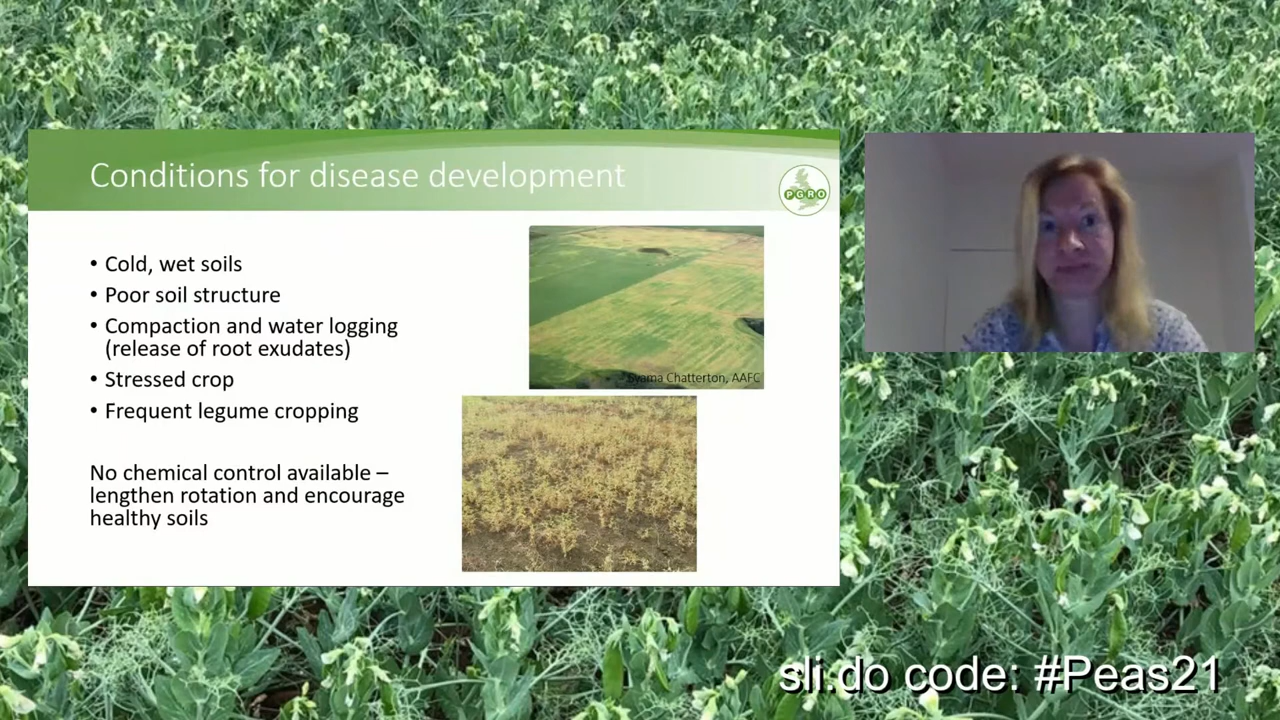 Conditions for disease development
PGRO
• Cold, wet soils
• Poor soil structure
• Compaction and water logging
(release of root exudates)
• Stressed crop
• Frequent legume cropping
No chemical control available –
lengthen rotation and encourage
healthy soils
Syama Chatterton, AAFC
sli.do code: #Peas21